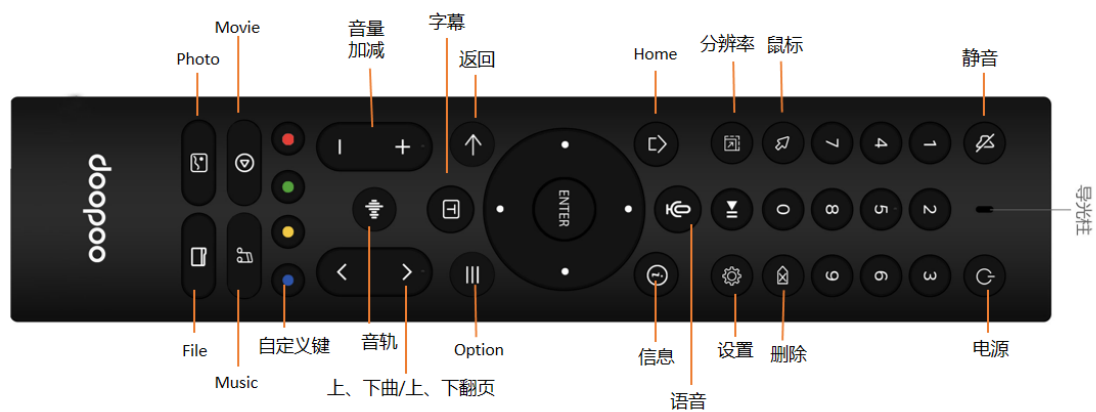 Movie
音量
加减
字幕
Photo
返回
Home
分辨率
鼠标
静音
doopoo
ENTER
7
4
1
0
8
5
2
9
6
3
导光柱
File
自定义键
音轨
Option
信息
设置
删除
电源
Music
上、下曲/上、下翻页
语音